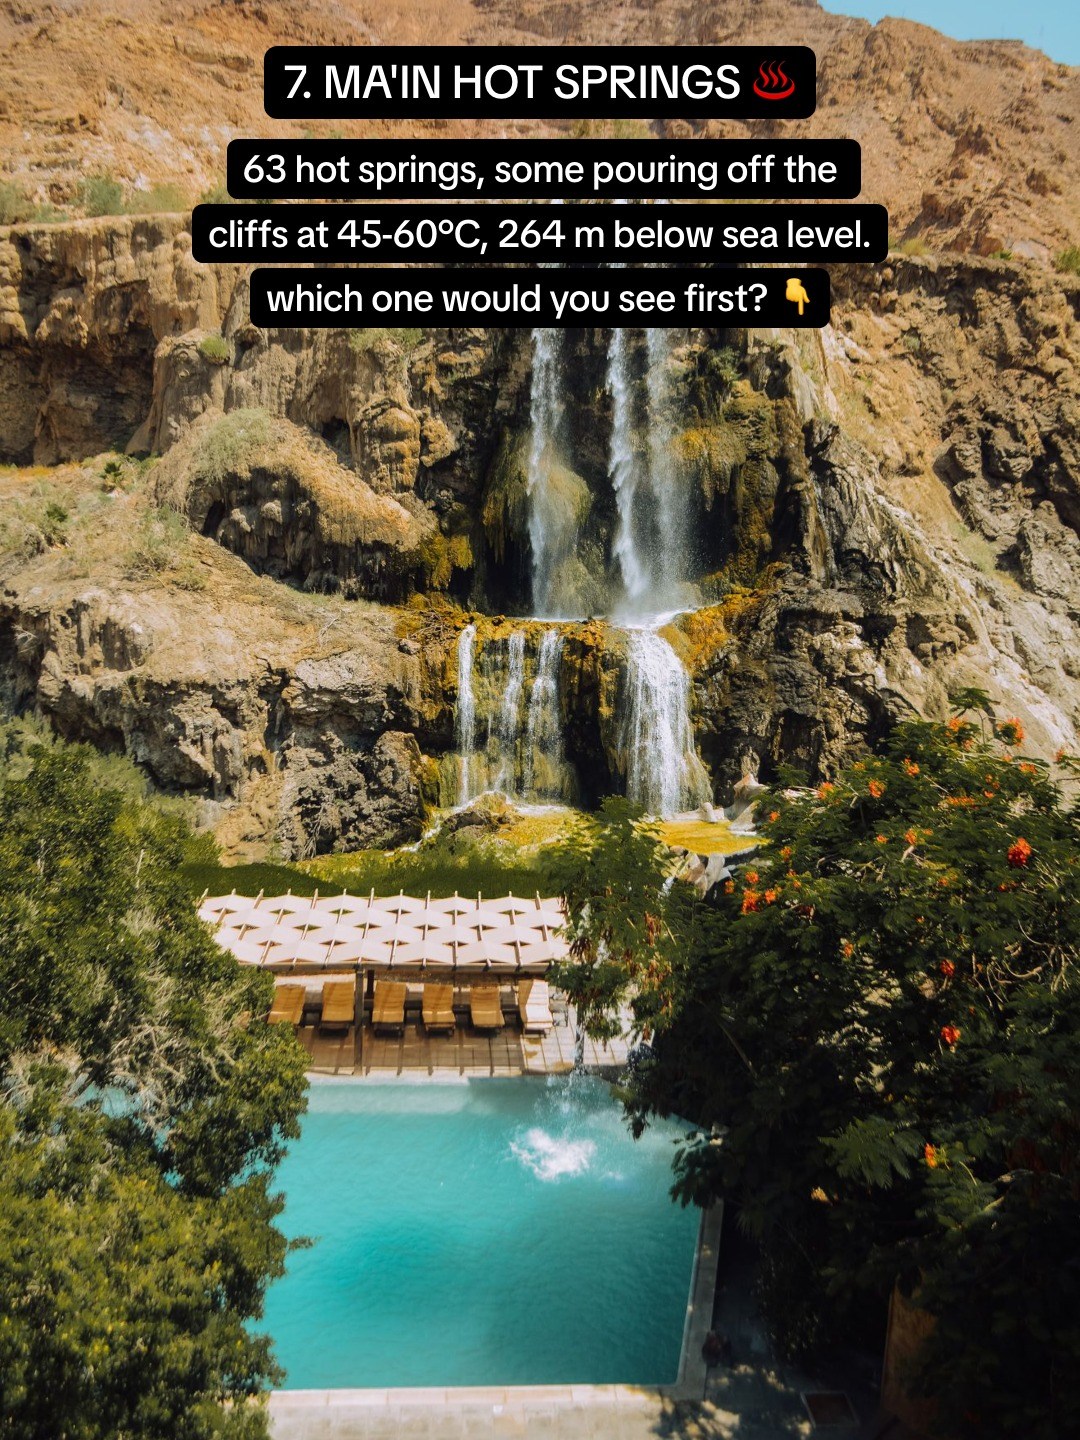 7. MA'IN HOT SPRINGS ♨️
63 hot springs, some pouring off the
cliffs at 45-60°C, 264 m below sea level.
which one would you see first? 👇